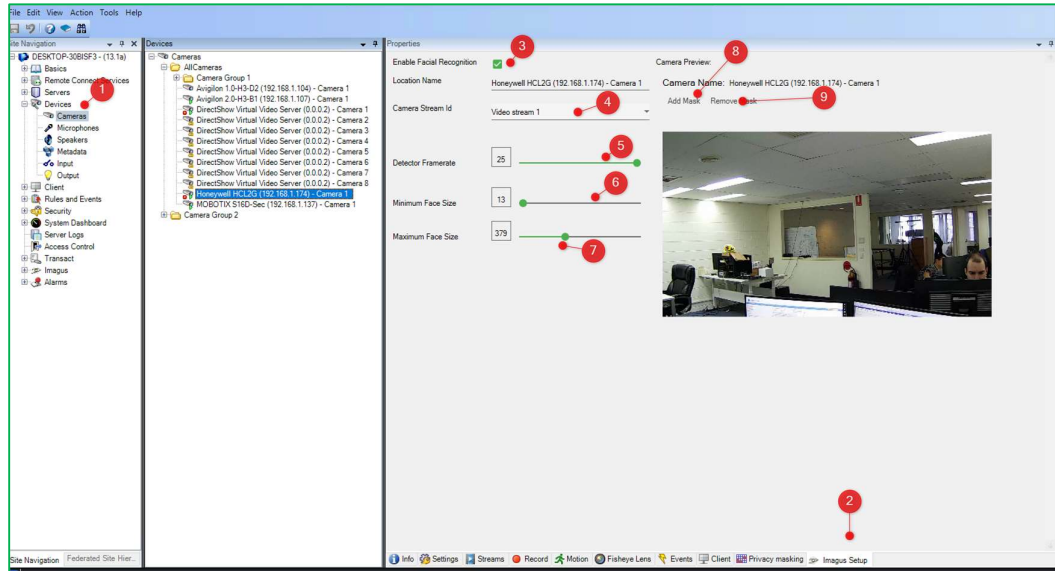 File Edit View Action Tools Help
Site Navigation
DESKTOP-30BISF3 - (13.1a)
Basics
Remote Connect Services
Servers
Devices
Cameras
Microphones
Speakers
Metadata
Input
Output
Client
Rules and Events
Security
System Dashboard
Server Logs
Access Control
Transact
Imagus
Alarms
Site Navigation Federated Site Hier...
1
Devices
Cameras
AllCameras
Camera Group 1
Avigilon 1.0-H3-D2 (192.168.1.104) - Camera 1
Avigilon 2.0-H3-B1 (192.168.1.107) - Camera 1
DirectShow Virtual Video Server (0.0.0.2) - Camera 1
DirectShow Virtual Video Server (0.0.0.2) - Camera 2
DirectShow Virtual Video Server (0.0.0.2) - Camera 3
DirectShow Virtual Video Server (0.0.0.2) - Camera 4
DirectShow Virtual Video Server (0.0.0.2) - Camera 5
DirectShow Virtual Video Server (0.0.0.2) - Camera 6
DirectShow Virtual Video Server (0.0.0.2) - Camera 7
DirectShow Virtual Video Server (0.0.0.2) - Camera 8
Honeywell HCL2G (192.168.1.174) - Camera 1
MOBOTIX S16D-Sec (192.168.1.137) - Camera 1
Camera Group 2
Properties
3
Enable Facial Recognition
Location Name Honeywell HCL2G (192.168.1.174) - Camera 1
4
Camera Stream Id Video stream 1
5
Detector Framerate 25
6
Minimum Face Size 13
Maximum Face Size 379
7
8
Camera Preview:
Camera Name: Honeywell HCL2G (192.168.1.174) - Camera 1
Add Mask Remove Mask
9
2
Info Settings Streams Record Motion Fisheye Lens Events Client Privacy masking Imagus Setup